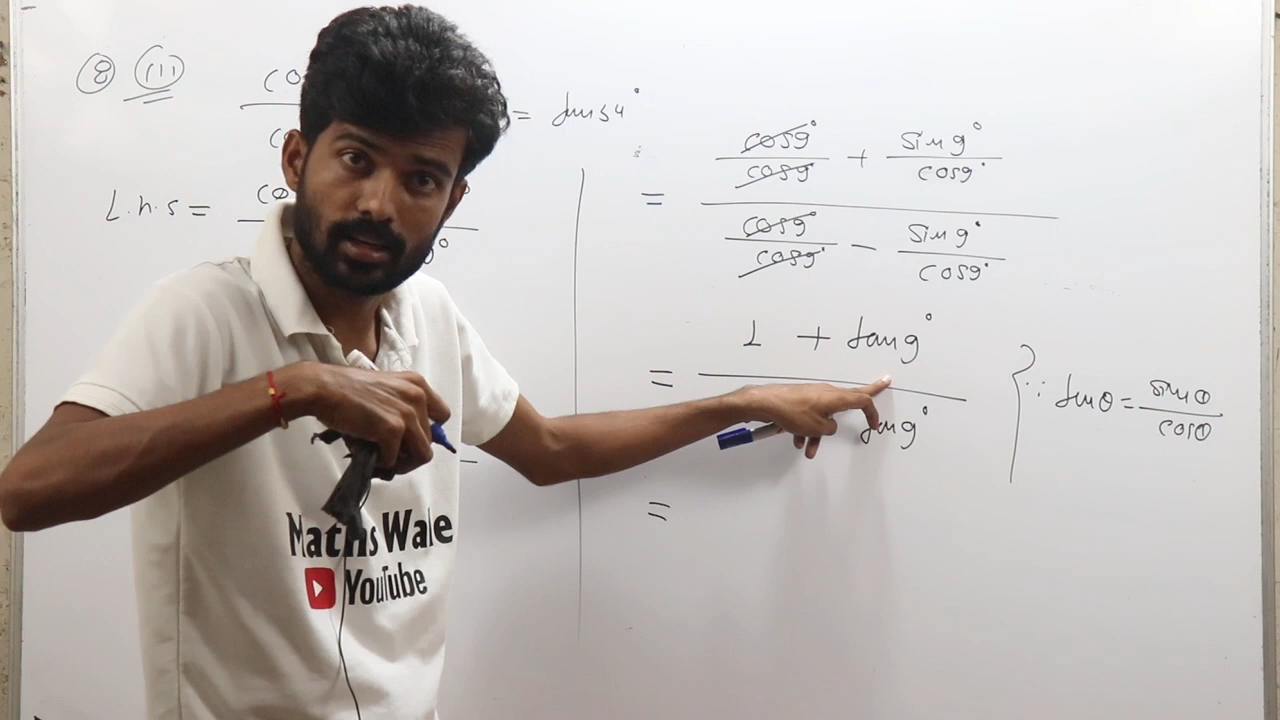 8 (11)
= tan54°
L.h.s =
= cos9° / cos9° + sin9° / cos9°
cos9° / cos9° - sin9° / cos9°
= 1 + tan9°
tan9°
} ∵ tanθ = sinθ / cosθ
=
Maths Wale
YouTube